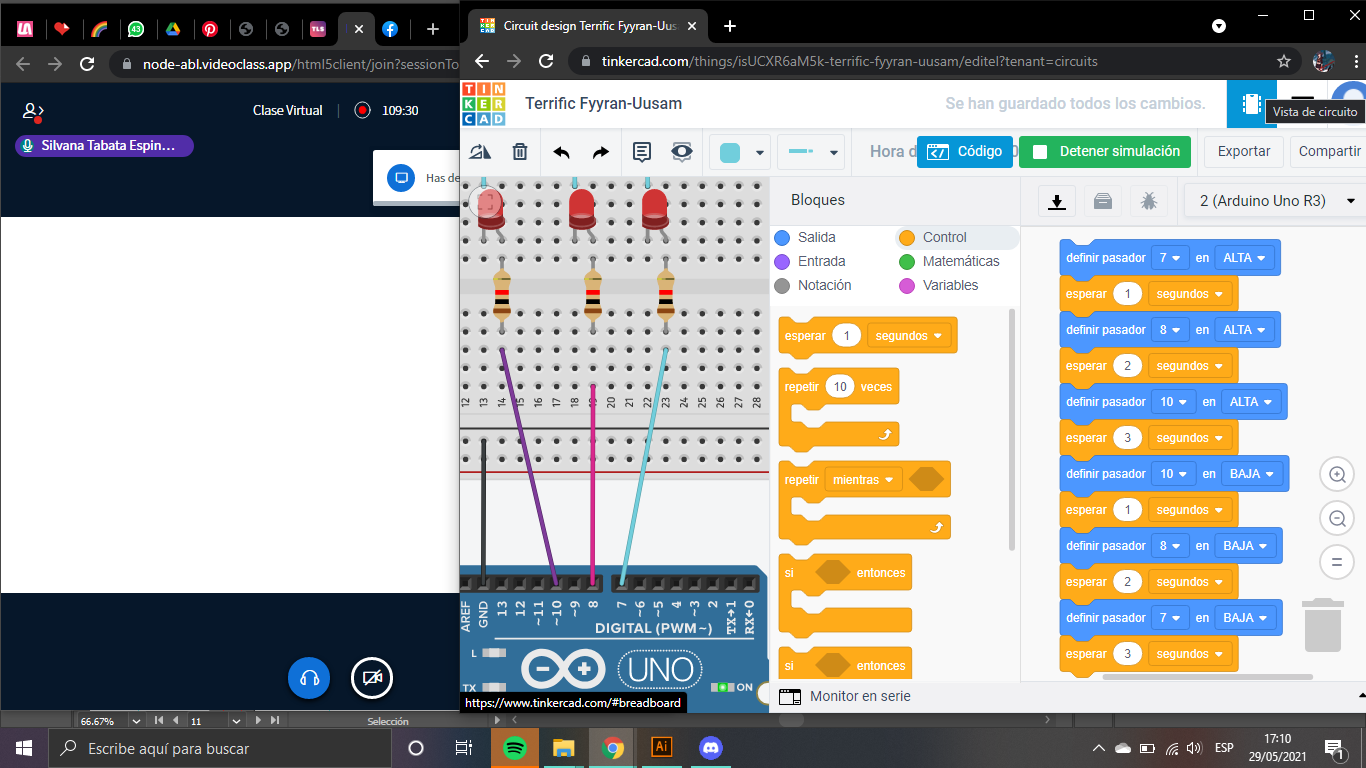 43
TLS
node-abl.videoclass.app/html5client/join?sessionTo
Clase Virtual
109:30
Silvana Tabata Espin...
Has de
66.67%
11
Selección
TIN
KER
CAD
Circuit design Terrific Fyyran-Uus
tinkercad.com/things/isUCXR6aM5k-terrific-fyyran-uusam/editel?tenant=circuits
TIN
KER
CAD
Terrific Fyyran-Uusam
Se han guardado todos los cambios.
Vista de circuito
Hora d
Código
0
Detener simulación
Exportar
Compartir
12 13 14 15 16 17 18 19 20 21 22 23 24 25 26 27 28
AREF GND 13 12 ~11 ~10 ~9 8 7 ~6 ~5 4 ~3 2 TX→1 RX←0
DIGITAL (PWM~)
L
TX
UNO
ON
https://www.tinkercad.com/#breadboard
Bloques
Salida
Control
Entrada
Matemáticas
Notación
Variables
esperar 1 segundos
repetir 10 veces
repetir mientras
si entonces
si entonces
Monitor en serie
2 (Arduino Uno R3)
definir pasador 7 en ALTA
esperar 1 segundos
definir pasador 8 en ALTA
esperar 2 segundos
definir pasador 10 en ALTA
esperar 3 segundos
definir pasador 10 en BAJA
esperar 1 segundos
definir pasador 8 en BAJA
esperar 2 segundos
definir pasador 7 en BAJA
esperar 3 segundos
Escribe aquí para buscar
Ai
ESP
17:10
29/05/2021
1